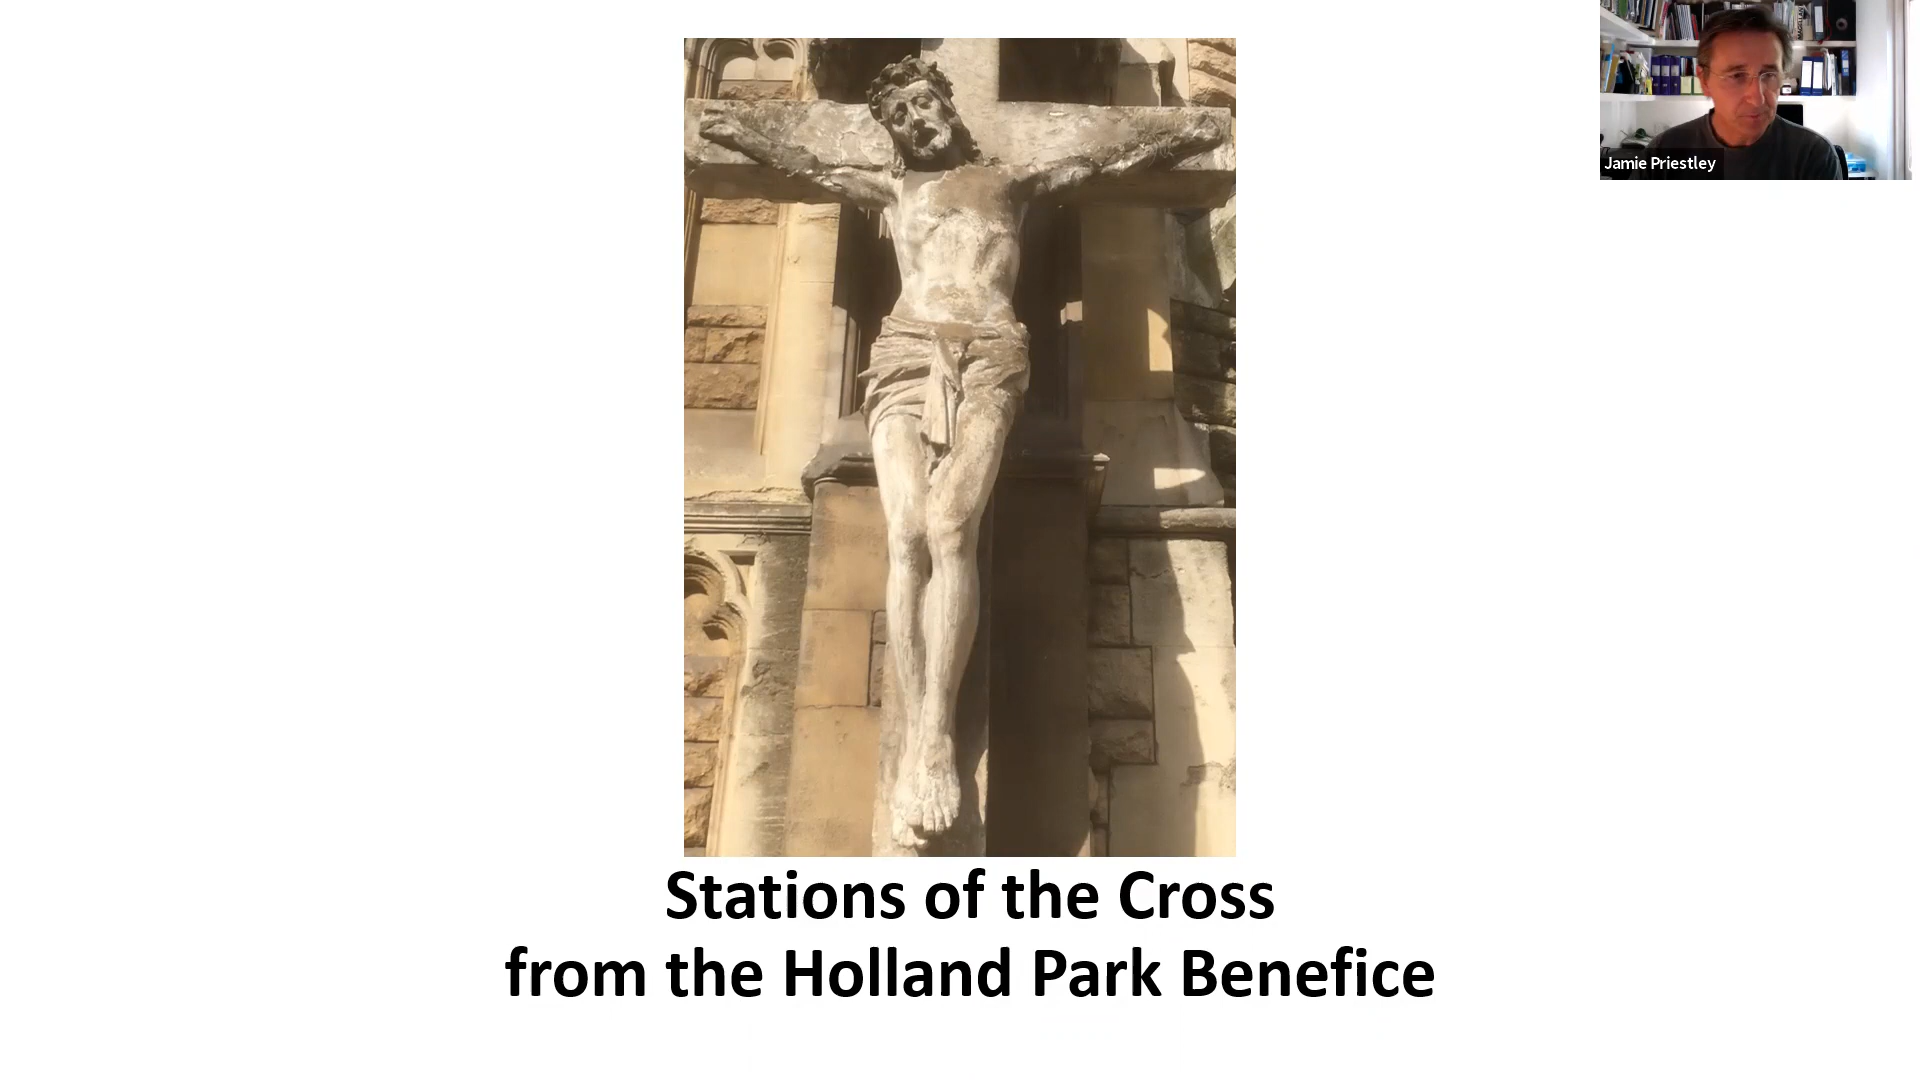 Jamie Priestley
Stations of the Cross
from the Holland Park Benefice